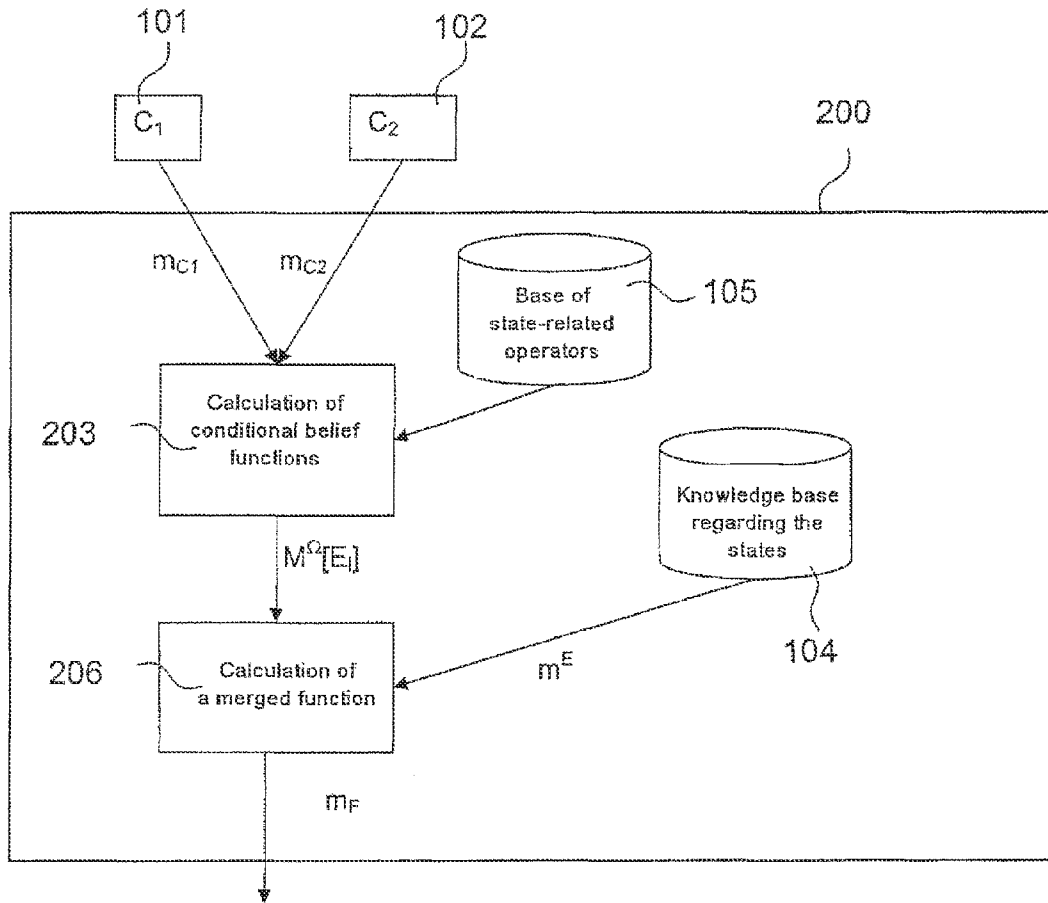 101
102
C1
C2
200
mC1
mC2
Base of
state-related
operators
105
Calculation of
conditional belief
functions
203
Knowledge base
regarding the
states
MΩ[EI]
104
206
Calculation of
a merged function
mE
mF